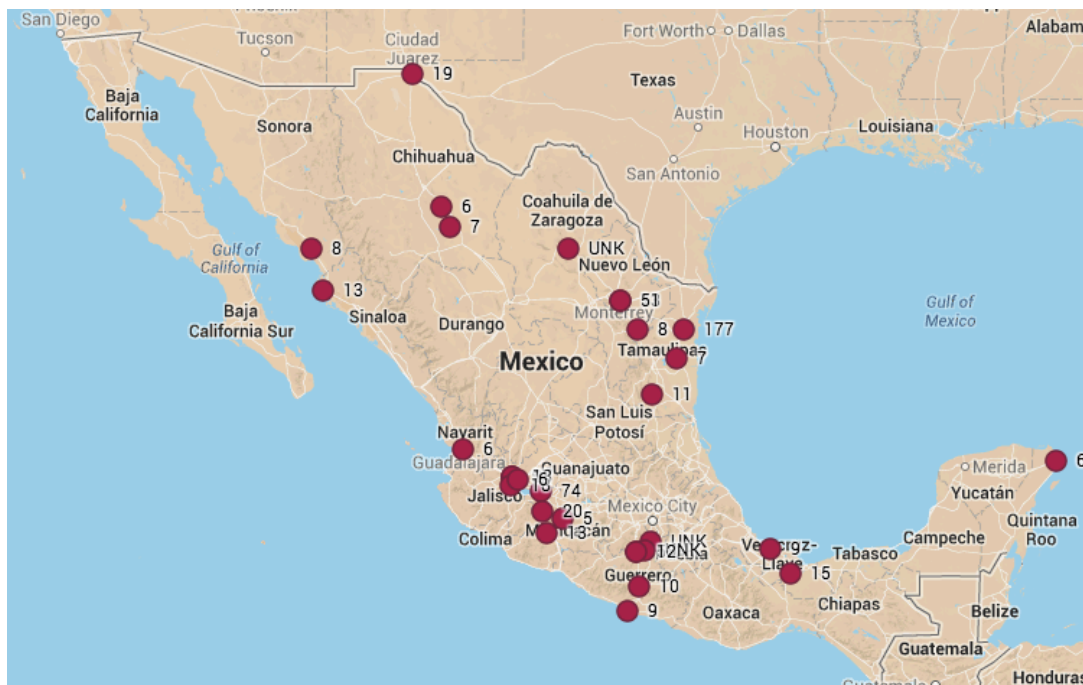 San Diego
Tucson
Ciudad
Juarez
19
Fort Worth
Dallas
Alabam
Texas
Baja
California
Sonora
Austin
Louisiana
Houston
Chihuahua
San Antonio
Coahuila de
Zaragoza
6
7
8
Gulf of
California
UNK
Nuevo León
13
Sinaloa
Monterrey
Gulf of
Mexico
Baja
California Sur
Durango
8
177
Tamaulipas
7
Mexico
11
San Luis
Potosí
Nayarit
6
Guadalajara
Guanajuato
6
Jalisco
74
Merida
6
Yucatán
20
5
Mexico City
Quintana
Roo
Colima
13
UNK
12
UNK
9
Tabasco
Campeche
Guerrero
10
15
Chiapas
Belize
9
Oaxaca
Guatemala
Honduras